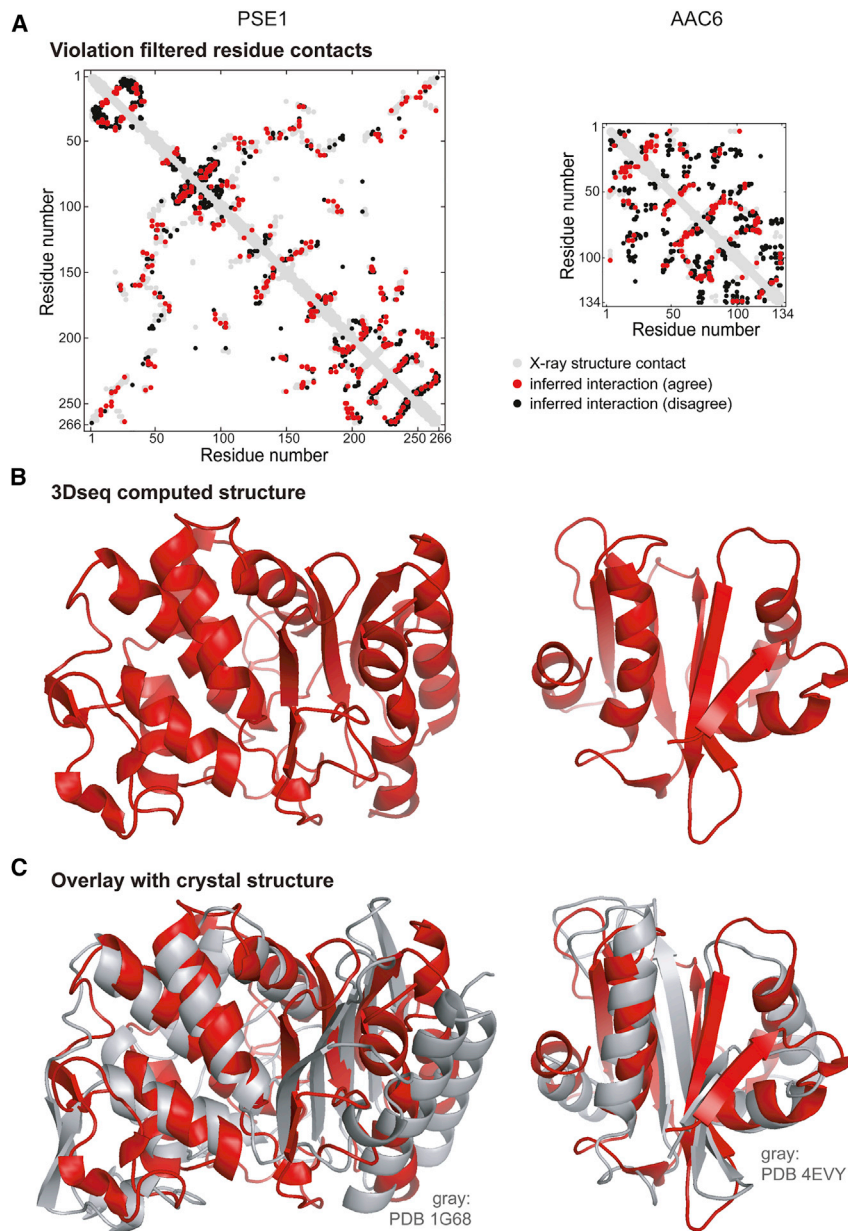 PSE1
AAC6
A
Violation filtered residue contacts
1
50
100
150
200
250
266
Residue number
1 50 100 150 200 250 266
Residue number
1
50
100
134
Residue number
1 50 100 134
Residue number
X-ray structure contact
inferred interaction (agree)
inferred interaction (disagree)
B
3Dseq computed structure
C
Overlay with crystal structure
gray:
PDB 1G68
gray:
PDB 4EVY